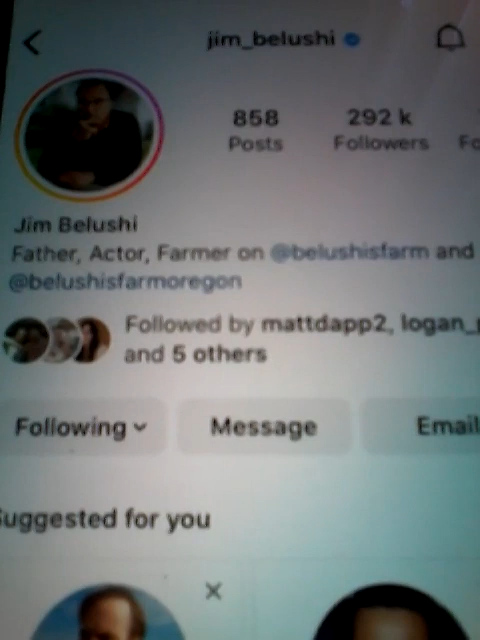 jim_belushi
858
292 k
Posts
Followers
Fo
Jim Belushi
Father, Actor, Farmer on @belushisfarm and
@belushisfarmoregon
Followed by mattdapp2, logan_
and 5 others
Following
Message
Email
Suggested for you